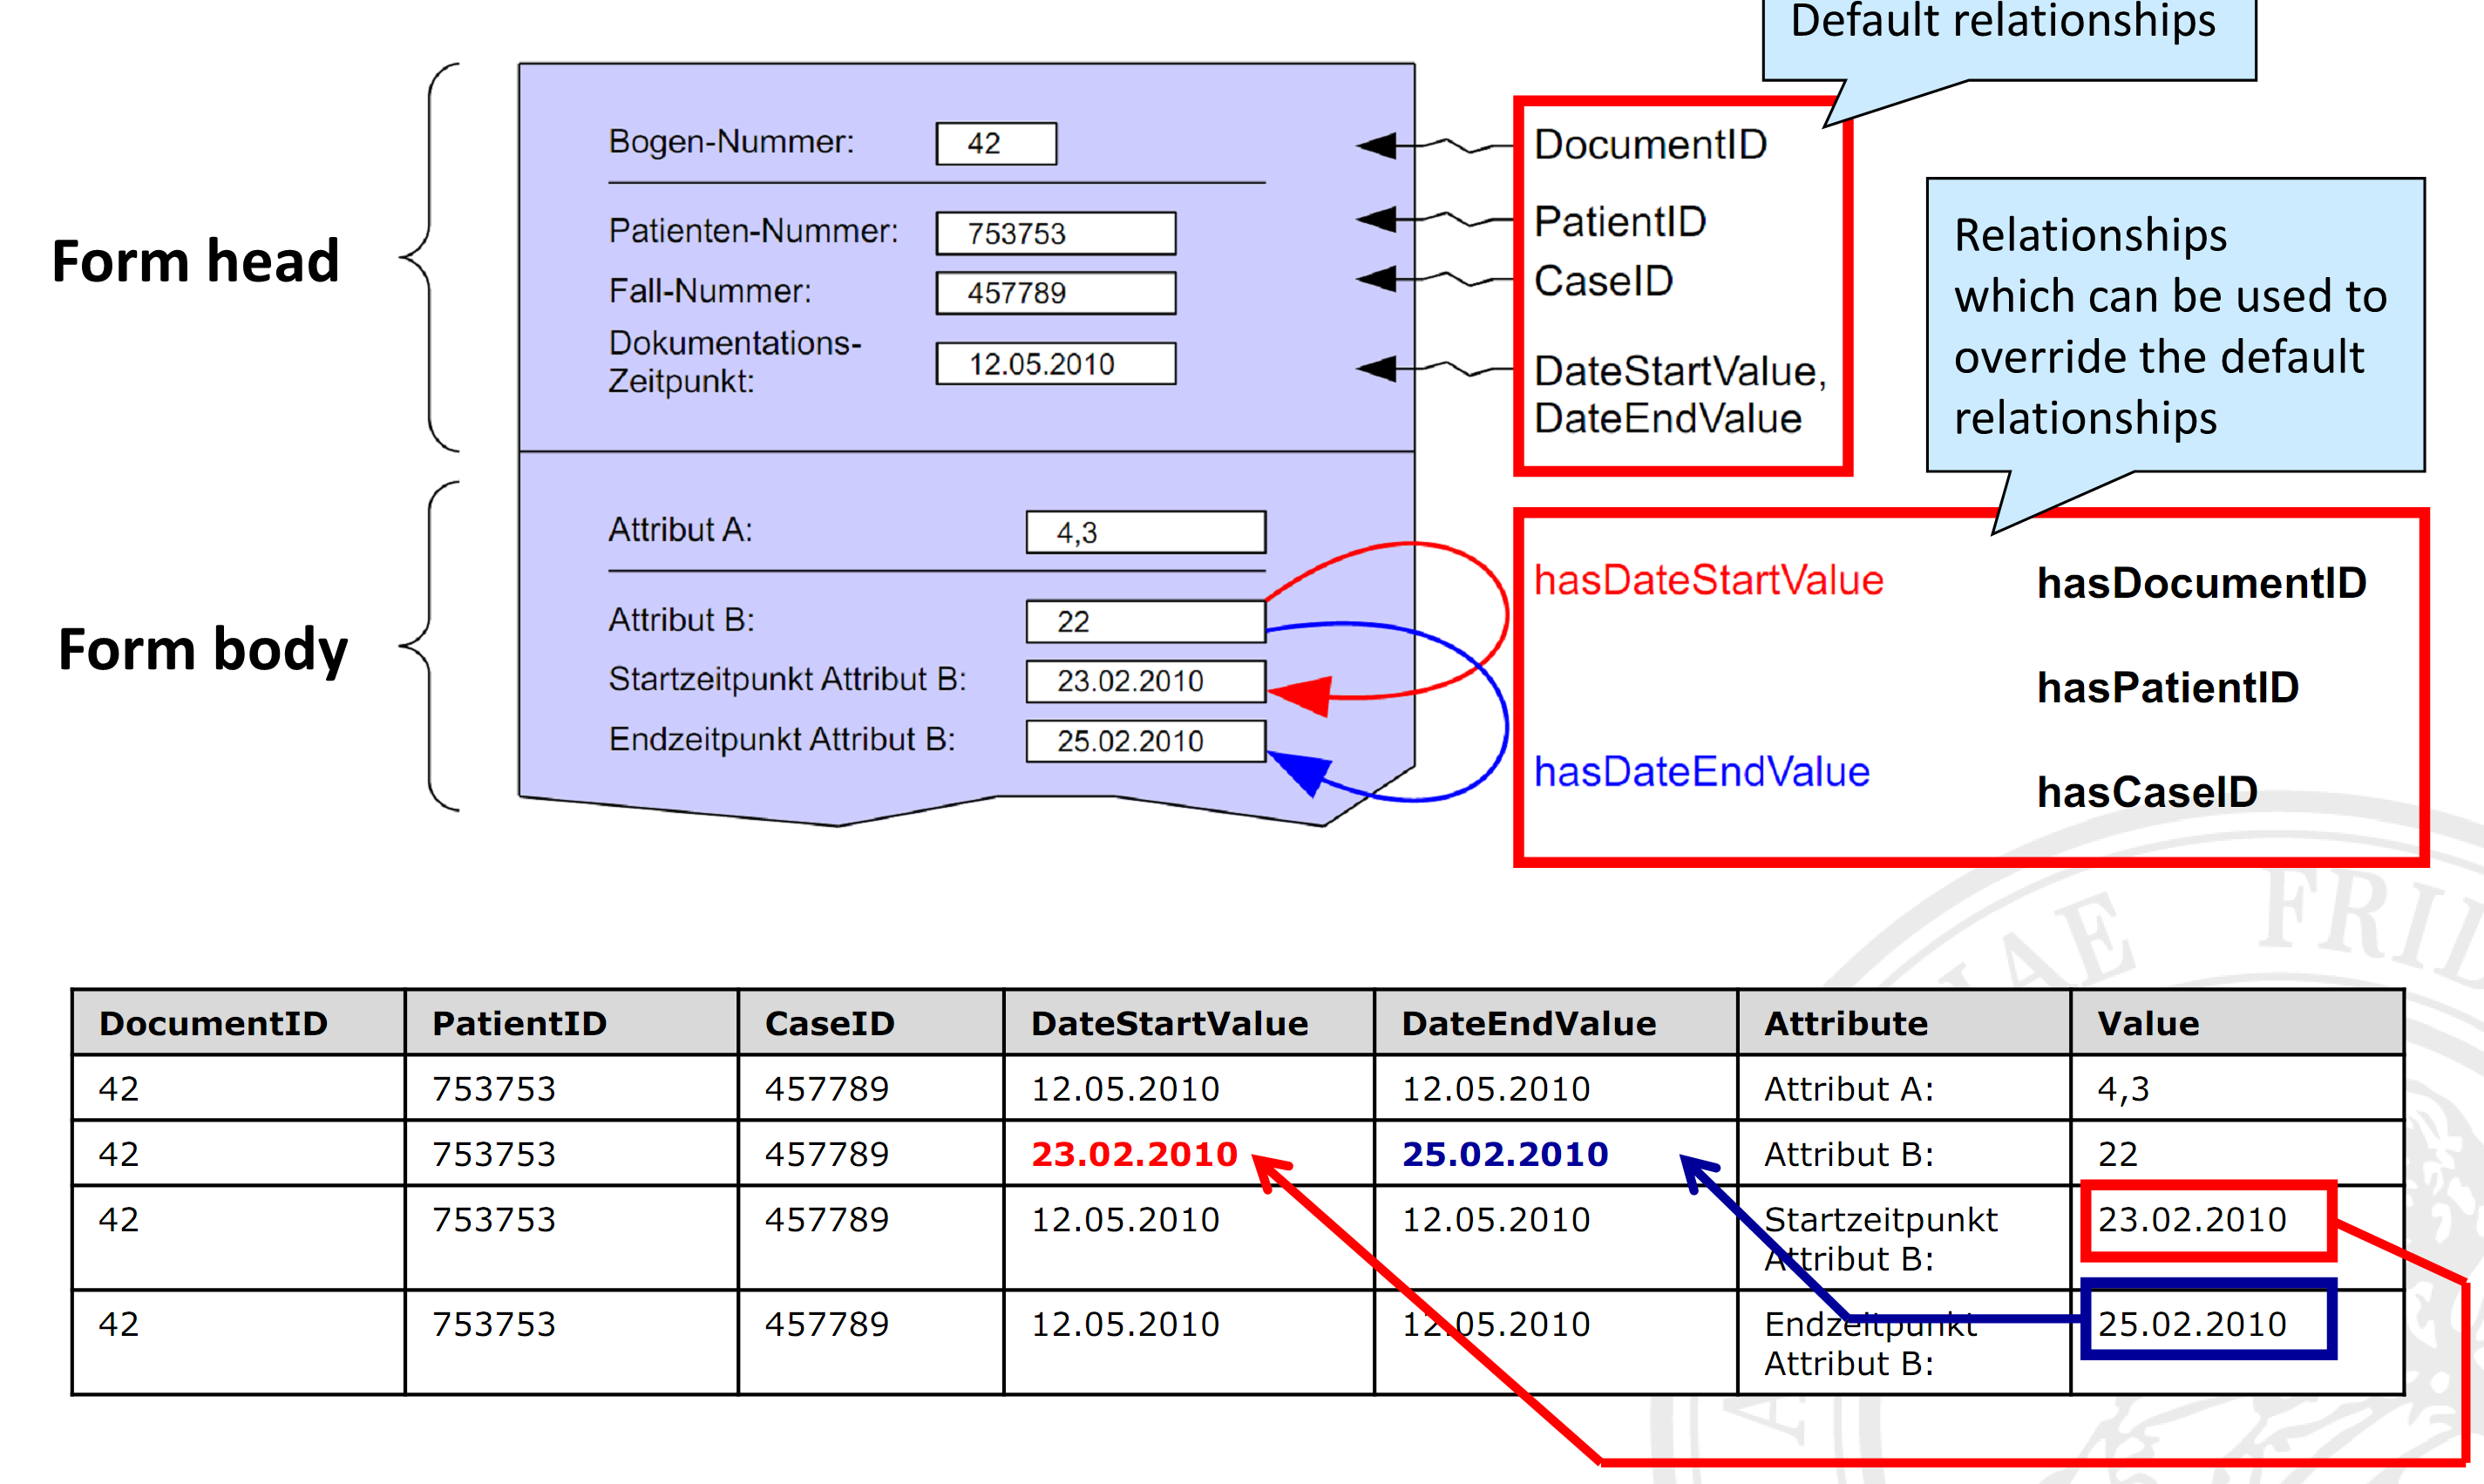 Default relationships
Form head
Bogen-Nummer: 42
Patienten-Nummer: 753753
Fall-Nummer: 457789
Dokumentations-
Zeitpunkt: 12.05.2010
DocumentID
PatientID
CaseID
DateStartValue,
DateEndValue
Relationships
which can be used to
override the default
relationships
Form body
Attribut A: 4,3
Attribut B: 22
Startzeitpunkt Attribut B: 23.02.2010
Endzeitpunkt Attribut B: 25.02.2010
hasDateStartValue
hasDateEndValue
hasDocumentID
hasPatientID
hasCaseID
DocumentID PatientID CaseID DateStartValue DateEndValue Attribute Value
42 753753 457789 12.05.2010 12.05.2010 Attribut A: 4,3
42 753753 457789 23.02.2010 25.02.2010 Attribut B: 22
42 753753 457789 12.05.2010 12.05.2010 Startzeitpunkt 23.02.2010
Attribut B:
42 753753 457789 12.05.2010 12.05.2010 Endzeitpunkt 25.02.2010
Attribut B: